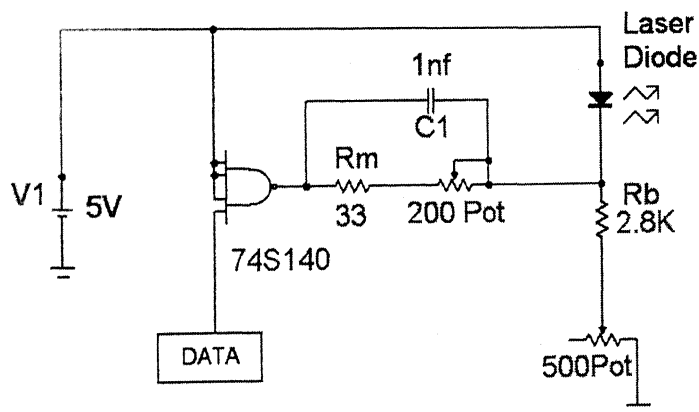 Laser
Diode
1nf
C1
Rm
33
200 Pot
Rb
2.8K
V1
5V
74S140
DATA
500Pot